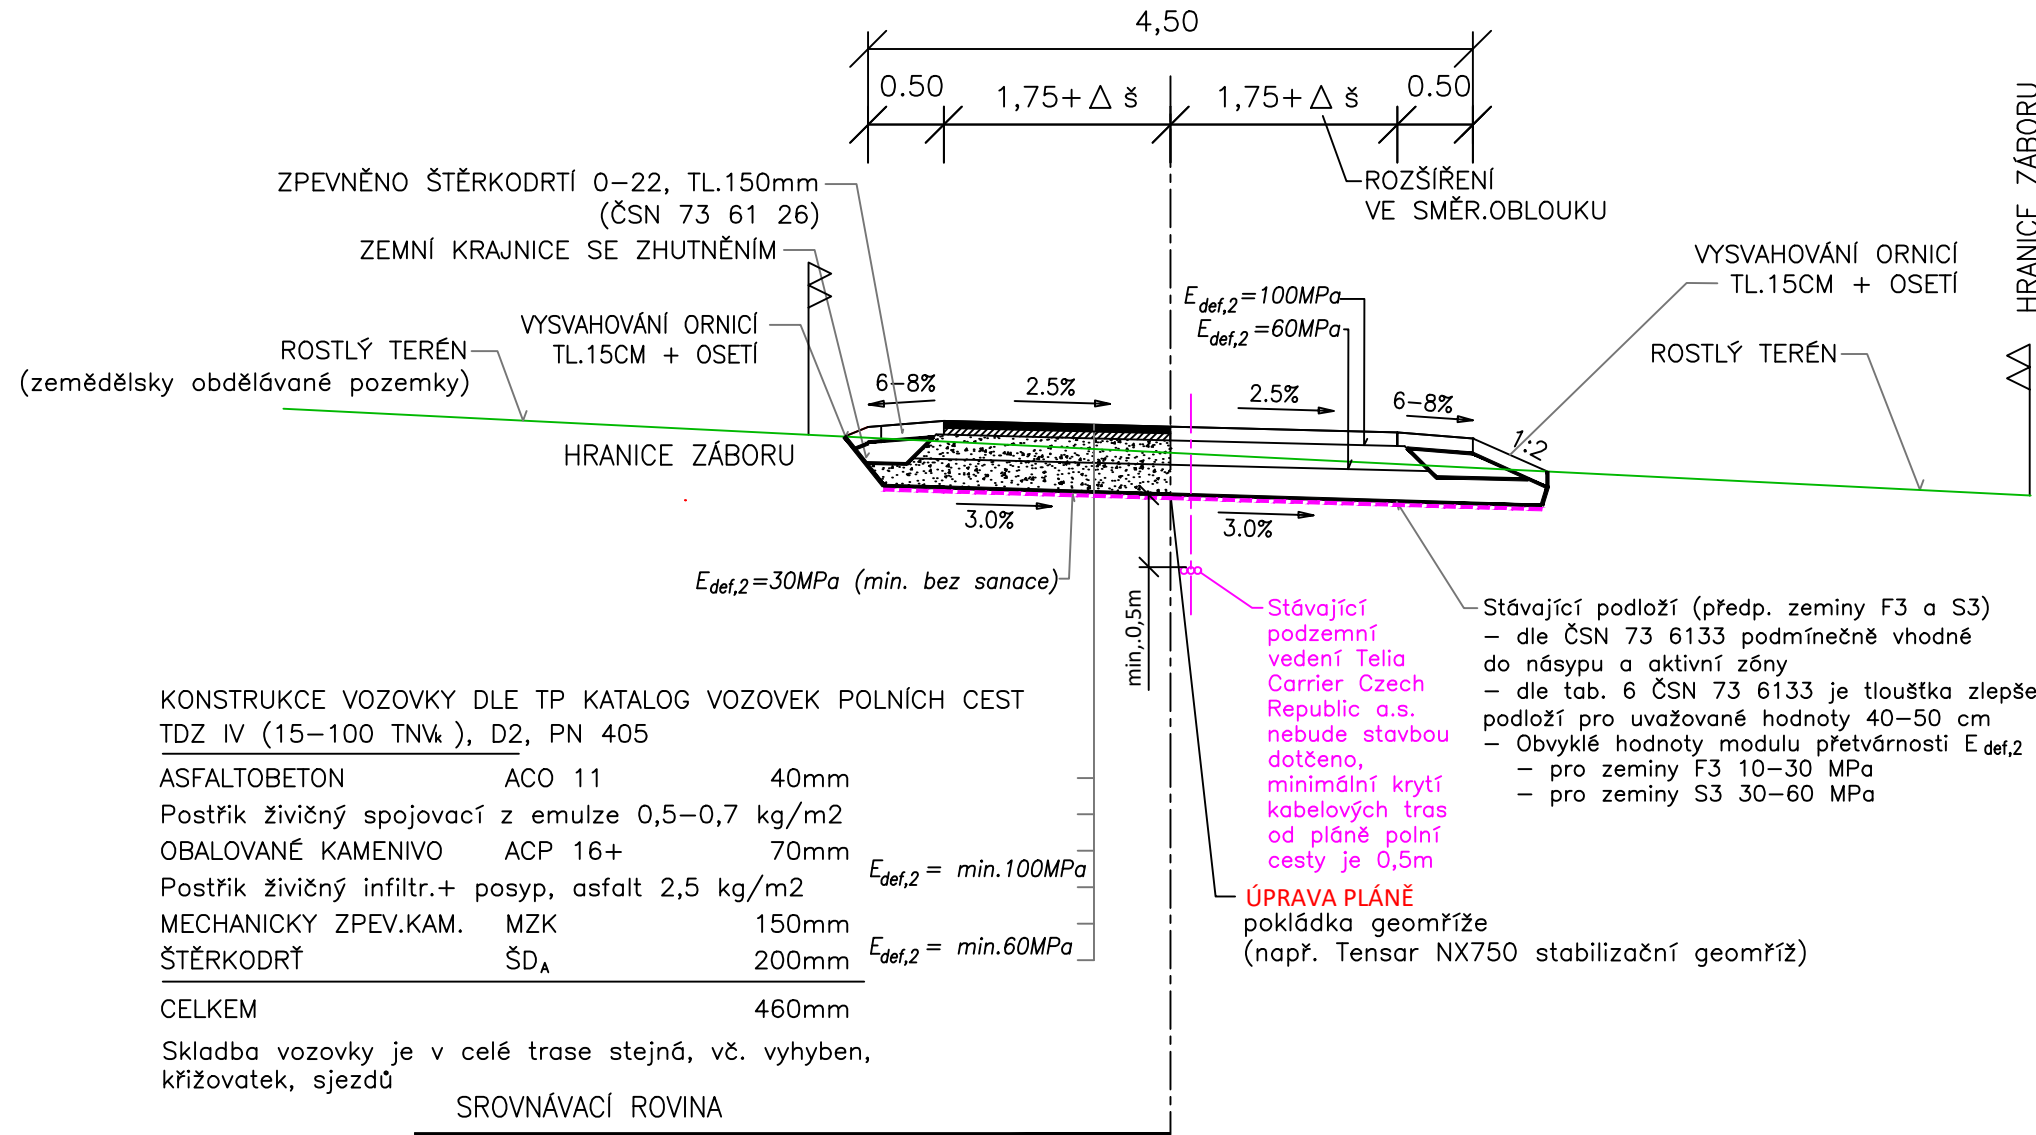 4,50
0.50
1,75+ Δ š
1,75+ Δ š
0.50
HRANICE ZÁBORU
ZPEVNĚNO ŠTĚRKODRTÍ 0–22, TL.150mm
(ČSN 73 61 26)
ROZŠÍŘENÍ
VE SMĚR.OBLOUKU
ZEMNÍ KRAJNICE SE ZHUTNĚNÍM
VYSVAHOVÁNÍ ORNICÍ
TL.15CM + OSETÍ
Edef,2=100MPa
Edef,2=60MPa
VYSVAHOVÁNÍ ORNICÍ
TL.15CM + OSETÍ
ROSTLÝ TERÉN
(zemědělsky obdělávané pozemky)
ROSTLÝ TERÉN
6–8%
2.5%
2.5%
6–8%
1:2
HRANICE ZÁBORU
3.0%
3.0%
Edef,2=30MPa (min. bez sanace)
min,.0,5m
Stávající
podzemní
vedení Telia
Carrier Czech
Republic a.s.
nebude stavbou
dotčeno,
minimální krytí
kabelových tras
od pláně polní
cesty je 0,5m
Stávající podloží (předp. zeminy F3 a S3)
– dle ČSN 73 6133 podmínečně vhodné
do násypu a aktivní zóny
– dle tab. 6 ČSN 73 6133 je tloušťka zlepše
podloží pro uvažované hodnoty 40–50 cm
– Obvyklé hodnoty modulu přetvárnosti E def,2
– pro zeminy F3 10–30 MPa
– pro zeminy S3 30–60 MPa
ÚPRAVA PLÁNĚ
pokládka geomříže
(např. Tensar NX750 stabilizační geomříž)
KONSTRUKCE VOZOVKY DLE TP KATALOG VOZOVEK POLNÍCH CEST
TDZ IV (15–100 TNVk ), D2, PN 405
ASFALTOBETON ACO 11 40mm
Postřik živičný spojovací z emulze 0,5–0,7 kg/m2
OBALOVANÉ KAMENIVO ACP 16+ 70mm
Edef,2 = min.100MPa
Postřik živičný infiltr.+ posyp, asfalt 2,5 kg/m2
MECHANICKY ZPEV.KAM. MZK 150mm
Edef,2 = min.60MPa
ŠTĚRKODRŤ ŠDA 200mm
CELKEM 460mm
Skladba vozovky je v celé trase stejná, vč. vyhyben,
křižovatek, sjezdů
SROVNÁVACÍ ROVINA